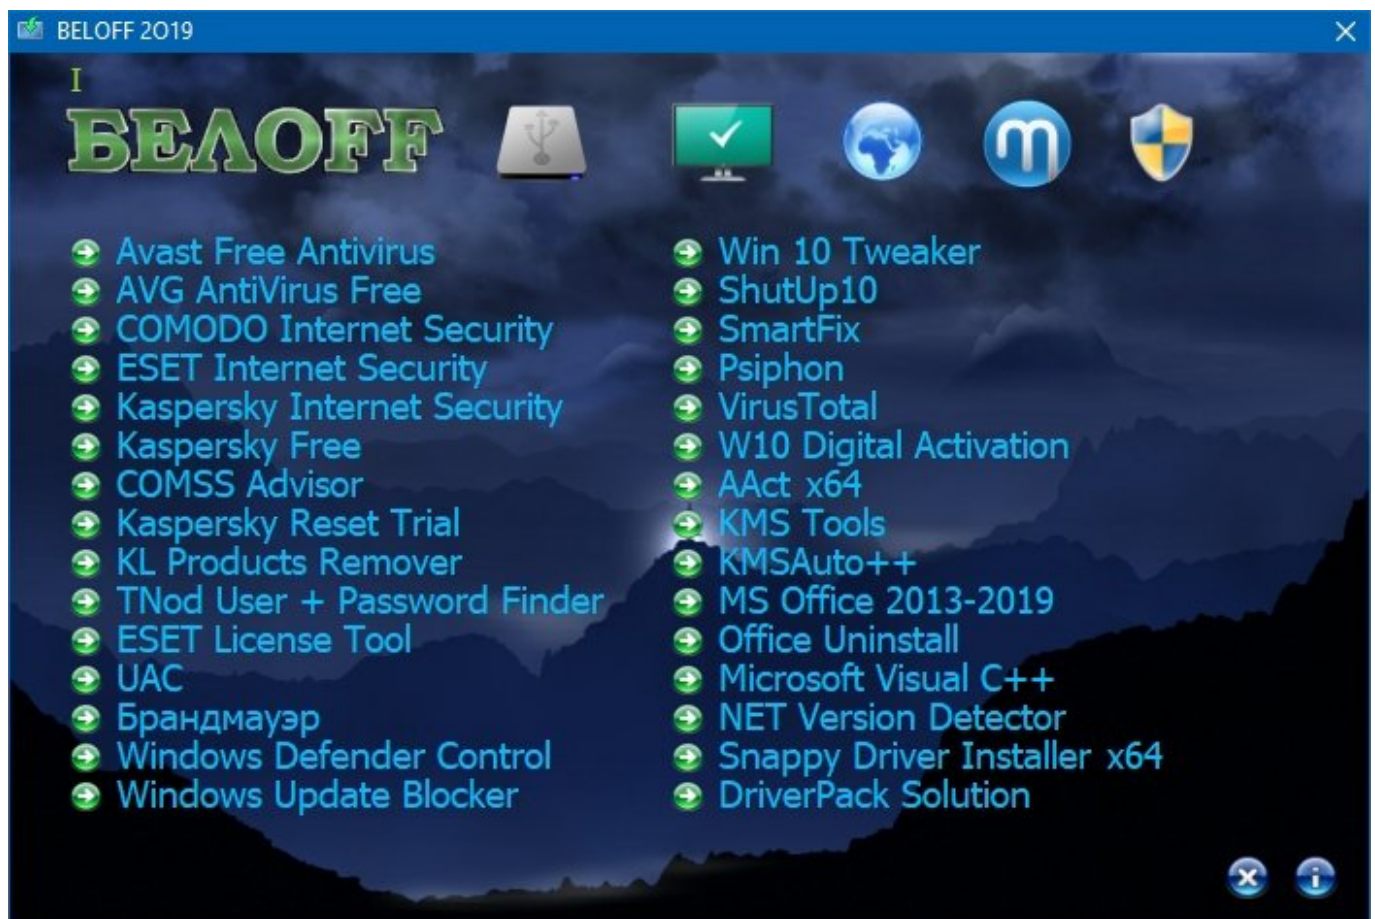 BELOFF 2O19
I
БЕЛОFF
Avast Free Antivirus
AVG AntiVirus Free
COMODO Internet Security
ESET Internet Security
Kaspersky Internet Security
Kaspersky Free
COMSS Advisor
Kaspersky Reset Trial
KL Products Remover
TNod User + Password Finder
ESET License Tool
UAC
Брандмауэр
Windows Defender Control
Windows Update Blocker
Win 10 Tweaker
ShutUp10
SmartFix
Psiphon
VirusTotal
W10 Digital Activation
AAct x64
KMS Tools
KMSAuto++
MS Office 2013-2019
Office Uninstall
Microsoft Visual C++
NET Version Detector
Snappy Driver Installer x64
DriverPack Solution